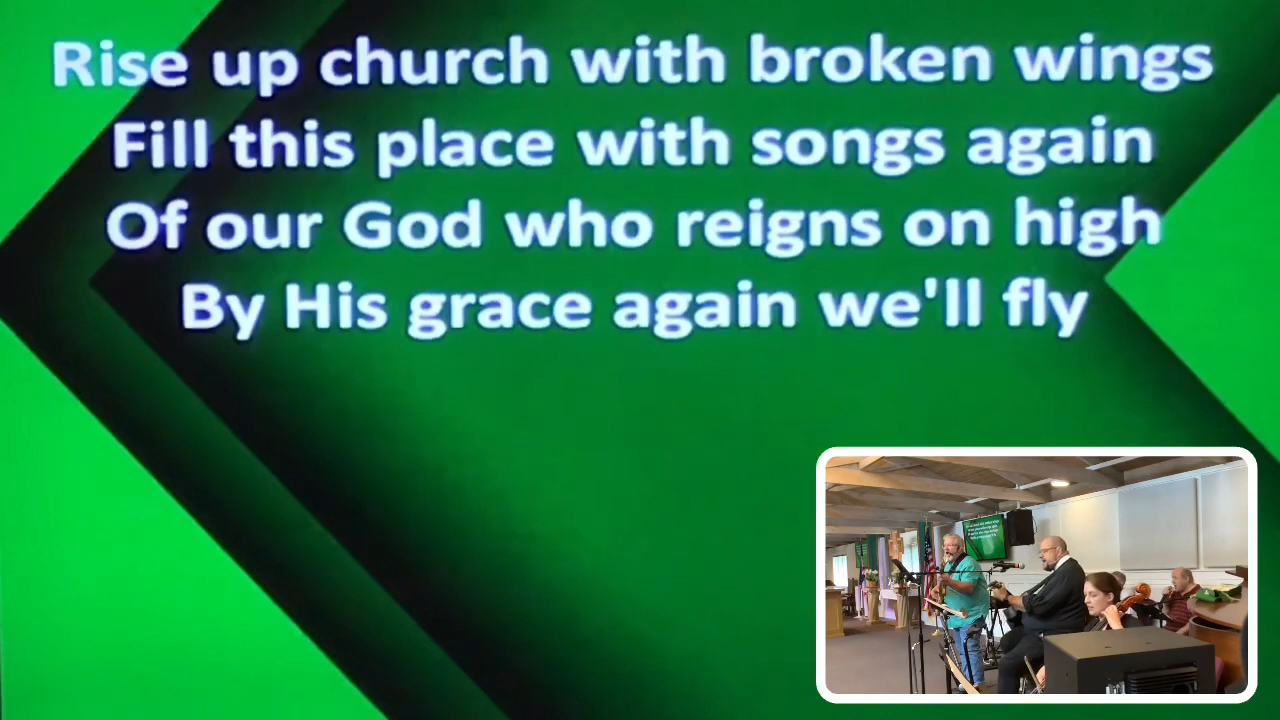 Rise up church with broken wings
Fill this place with songs again
Of our God who reigns on high
By His grace again we'll fly